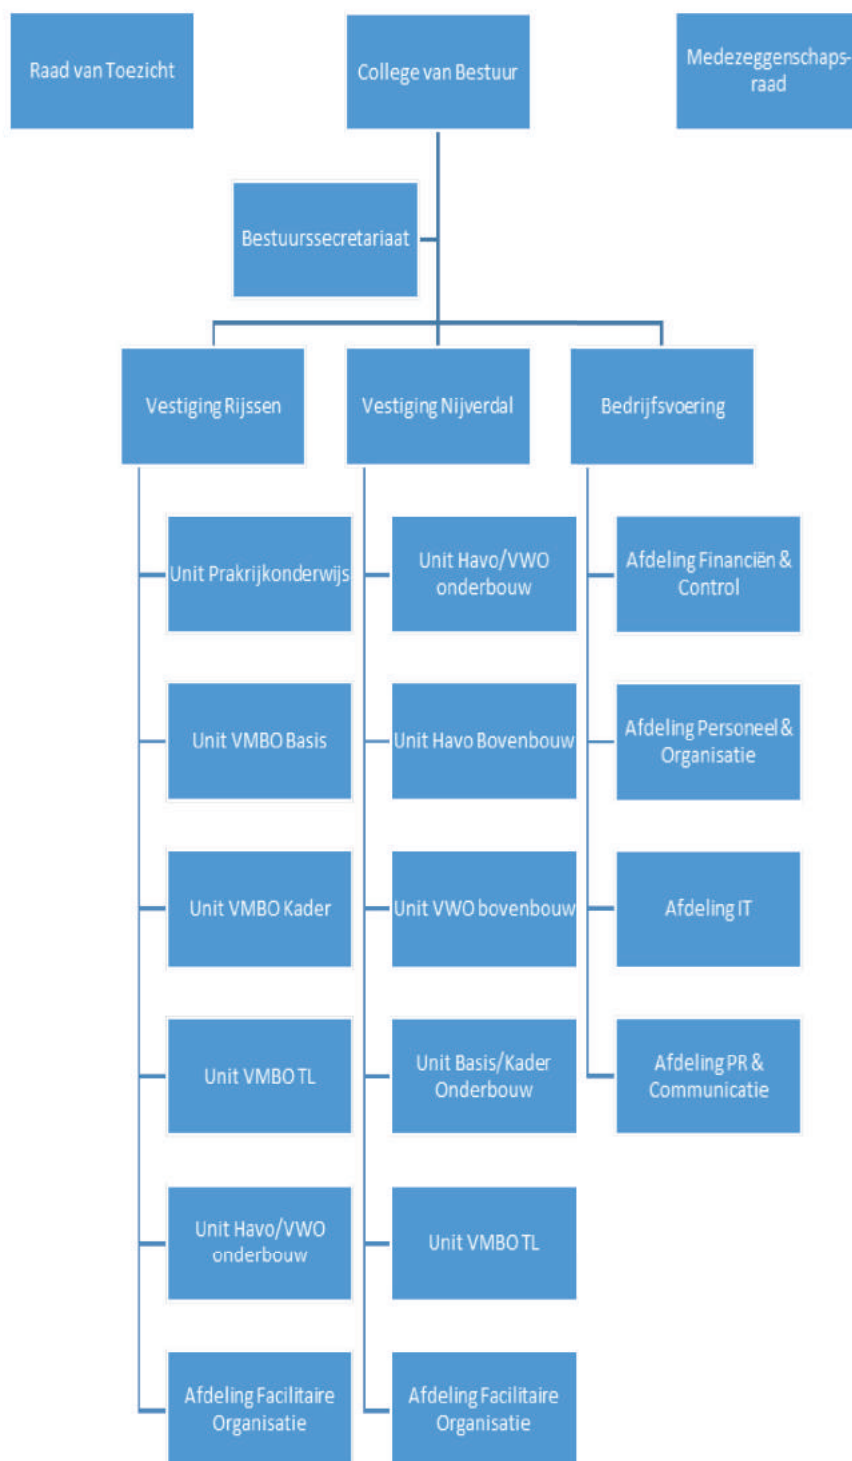 Raad van Toezicht
College van Bestuur
Medezeggenschaps-
raad
Bestuurssecretariaat
Vestiging Rijssen
Vestiging Nijverdal
Bedrijfsvoering
Unit Prakrijkonderwijs
Unit Havo/VWO
onderbouw
Afdeling Financiën &
Control
Unit VMBO Basis
Unit Havo Bovenbouw
Afdeling Personeel &
Organisatie
Unit VMBO Kader
Unit VWO bovenbouw
Afdeling IT
Unit VMBO TL
Unit Basis/Kader
Onderbouw
Afdeling PR &
Communicatie
Unit Havo/VWO
onderbouw
Unit VMBO TL
Afdeling Facilitaire
Organisatie
Afdeling Facilitaire
Organisatie